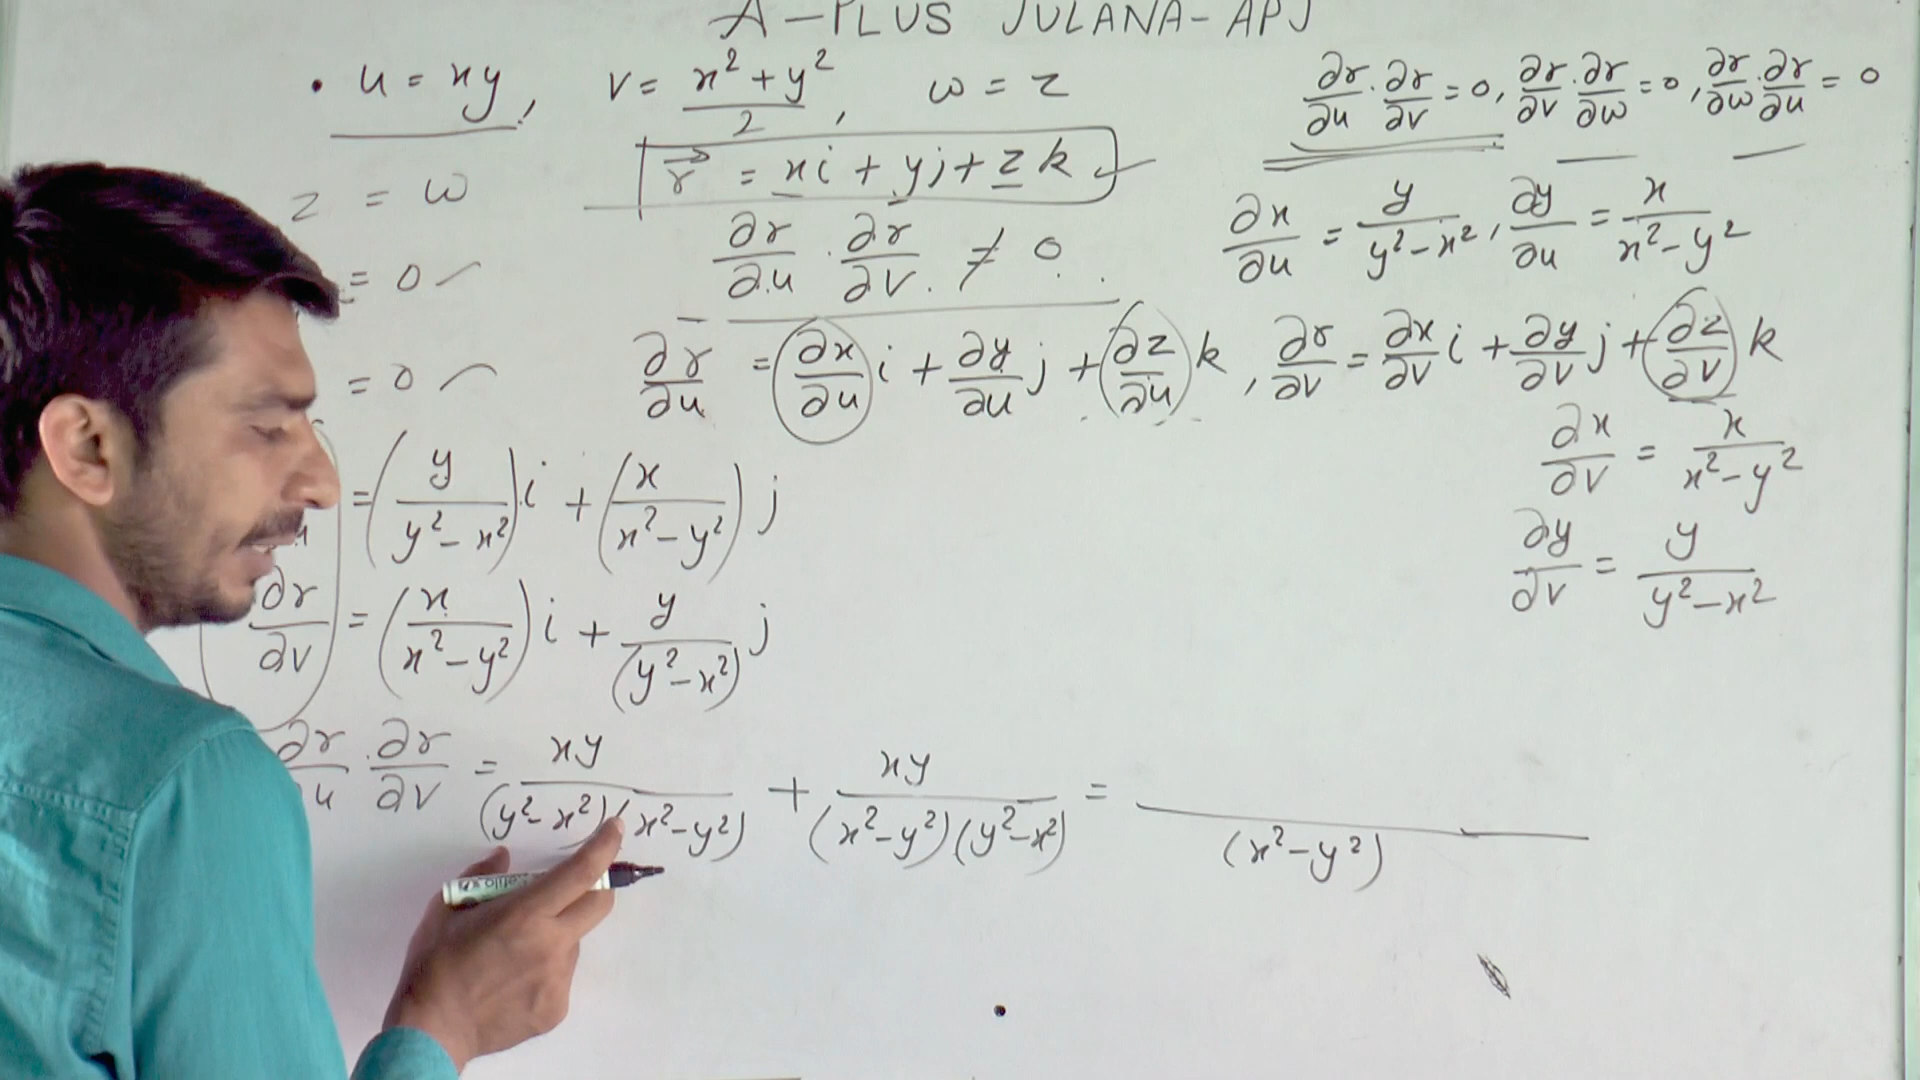 A-PLUS JULANA-APJ
• u = xy, v = x²+y²/2, w = z
∂r/∂u . ∂r/∂v = 0, ∂r/∂v . ∂r/∂w = 0, ∂r/∂w . ∂r/∂u = 0
z = w
r⃗ = xi + yj + zk
∂x/∂u = y/y²-x², ∂y/∂u = x/x²-y²
= 0
∂r/∂u . ∂r/∂v. ≠ 0
= 0
∂r/∂u = ∂x/∂u i + ∂y/∂u j + ∂z/∂u k, ∂r/∂v = ∂x/∂v i + ∂y/∂v j + ∂z/∂v k
∂x/∂v = x/x²-y²
= (y/y²-x²) i + (x/x²-y²) j
∂y/∂v = y/y²-x²
∂r/∂v = (x/x²-y²) i + y/(y²-x²) j
∂r/∂u . ∂r/∂v = xy/(y²-x²)(x²-y²) + xy/(x²-y²)(y²-x²) = /(x²-y²)